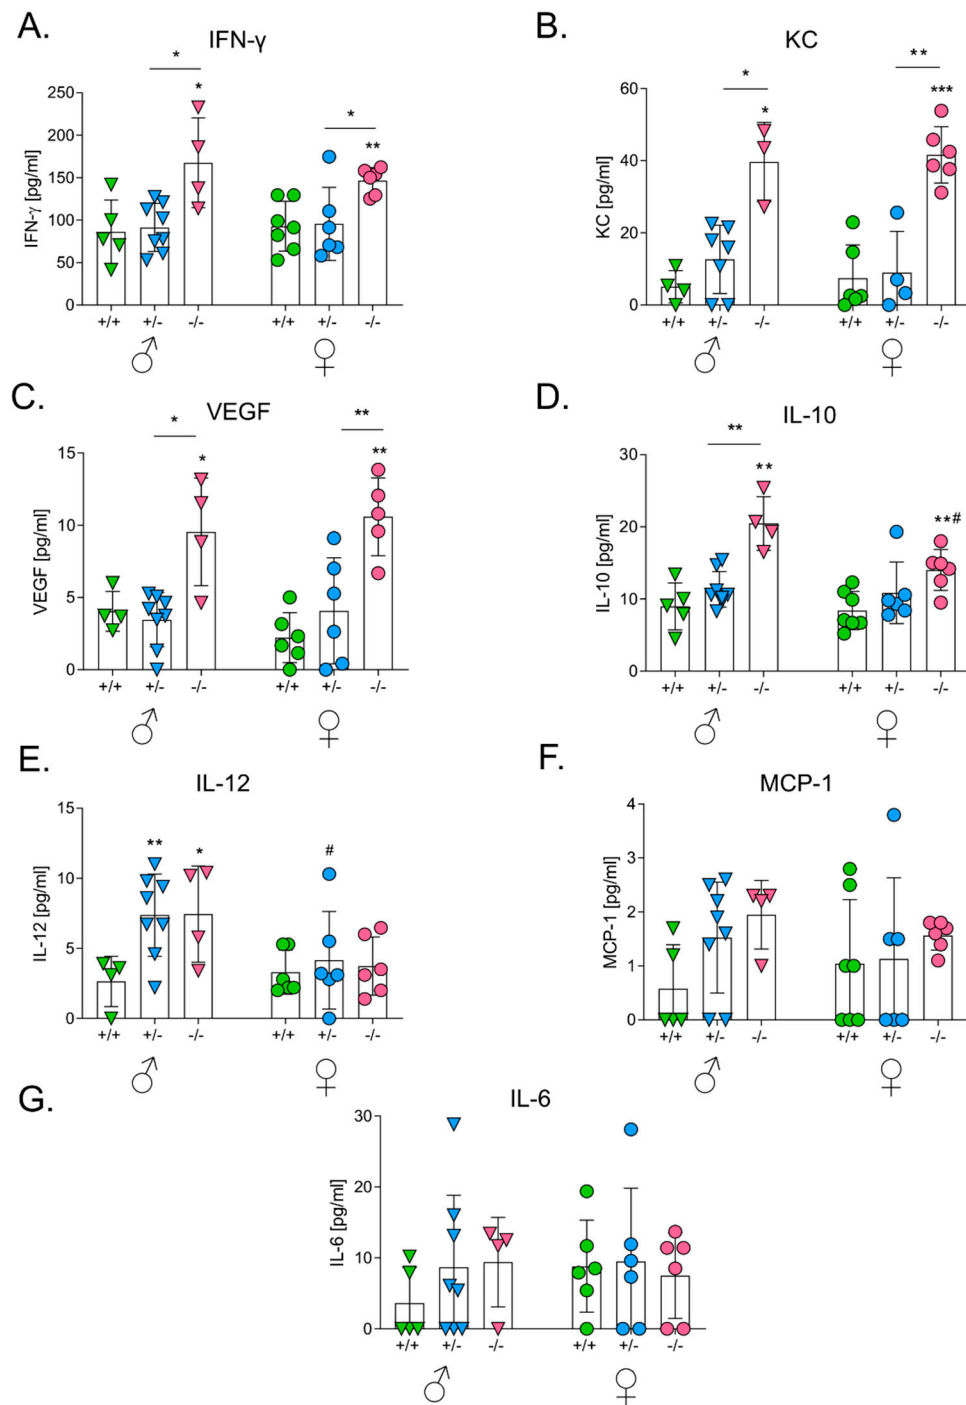 A.
IFN-γ
*
*
*
**
IFN-γ [pg/ml]
250
200
150
100
50
0
+/+ +/- -/- +/+ +/- -/-
♂ ♀
B.
KC
*
*
**
***
KC [pg/ml]
60
40
20
0
+/+ +/- -/- +/+ +/- -/-
♂ ♀
C.
VEGF
*
*
**
**
VEGF [pg/ml]
15
10
5
0
+/+ +/- -/- +/+ +/- -/-
♂ ♀
D.
IL-10
**
**
**#
IL-10 [pg/ml]
30
20
10
0
+/+ +/- -/- +/+ +/- -/-
♂ ♀
E.
IL-12
**
*
#
IL-12 [pg/ml]
15
10
5
0
+/+ +/- -/- +/+ +/- -/-
♂ ♀
F.
MCP-1
MCP-1 [pg/ml]
4
3
2
1
0
+/+ +/- -/- +/+ +/- -/-
♂ ♀
G.
IL-6
IL-6 [pg/ml]
30
20
10
0
+/+ +/- -/- +/+ +/- -/-
♂ ♀